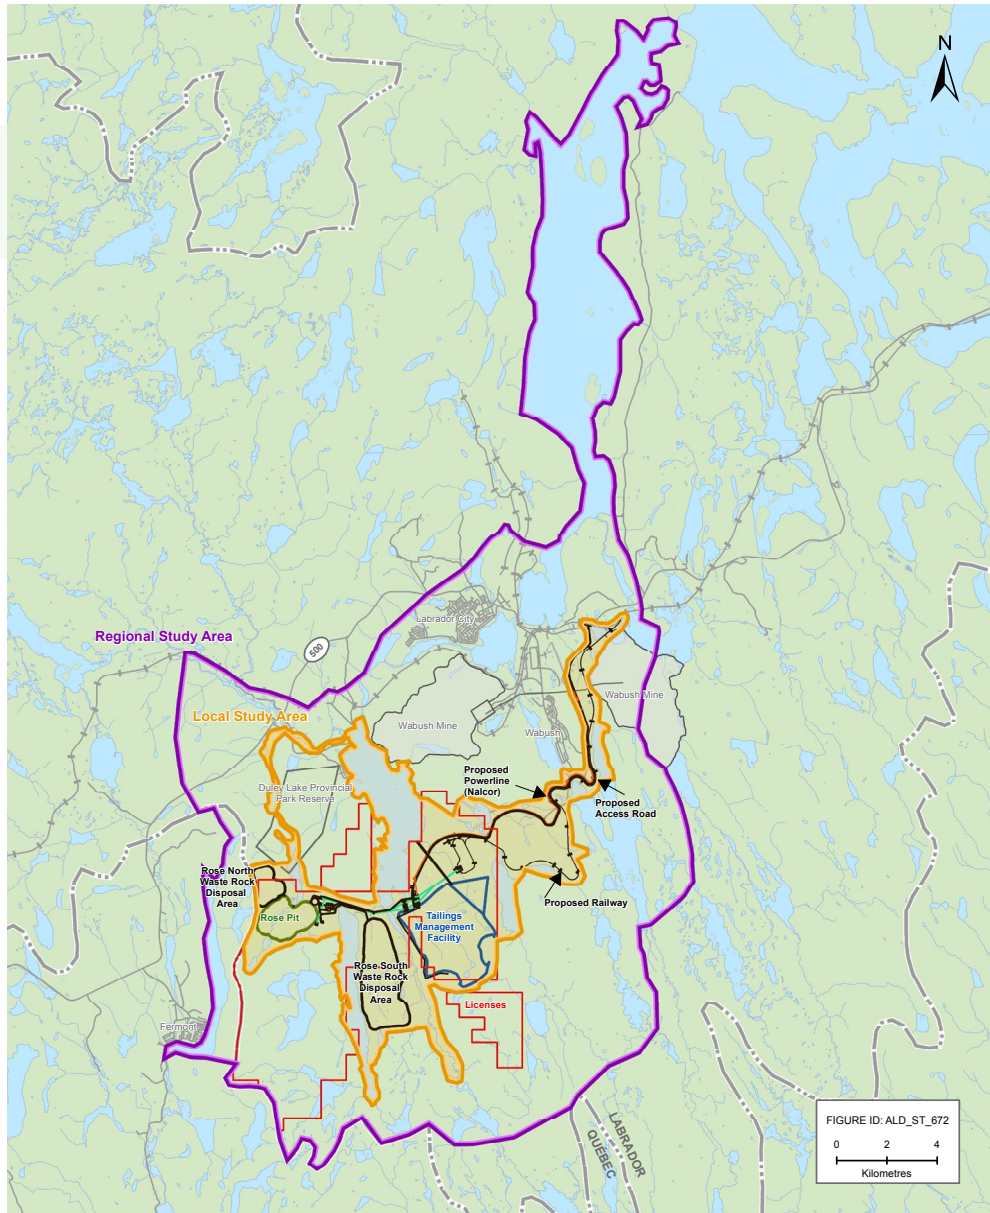 N
Regional Study Area
500
Labrador City
Local Study Area
Wabush Mine
Wabush Mine
Wabush
Duley Lake Provincial
Park Reserve
Proposed
Powerline
(Nalcor)
Proposed
Access Road
Rose North
Waste Rock
Disposal
Area
Rose Pit
Proposed Railway
Tailings
Management
Facility
Rose South
Waste Rock
Disposal
Area
Licenses
Fermont
LABRADOR
QUÉBEC
FIGURE ID: ALD_ST_672
0 2 4
Kilometres